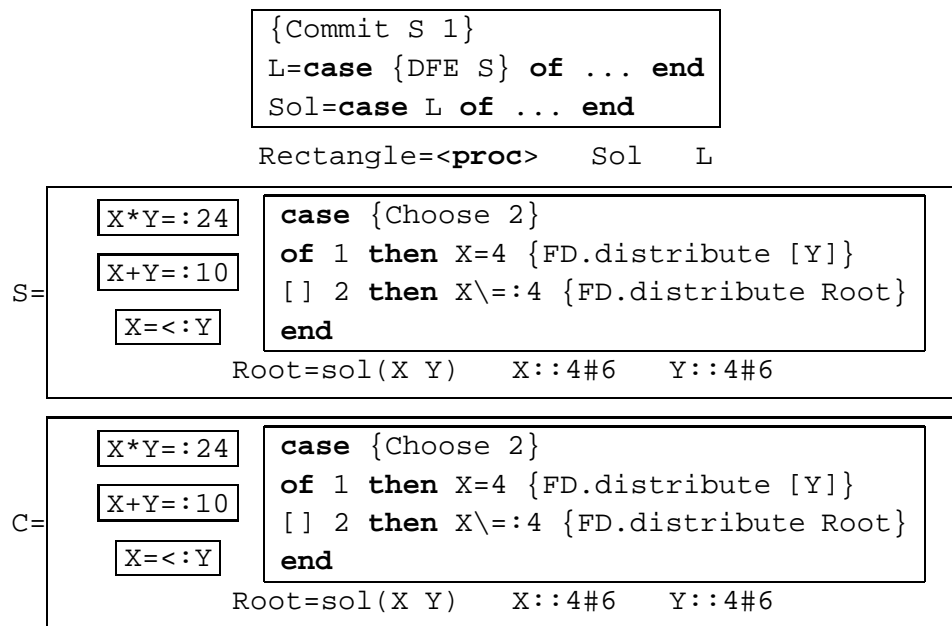 {Commit S 1}
L=case {DFE S} of ... end
Sol=case L of ... end
Rectangle=<proc> Sol L
S=
X*Y=:24
X+Y=:10
X=<:Y
case {Choose 2}
of 1 then X=4 {FD.distribute [Y]}
[] 2 then X\=:4 {FD.distribute Root}
end
Root=sol(X Y) X::4#6 Y::4#6
C=
X*Y=:24
X+Y=:10
X=<:Y
case {Choose 2}
of 1 then X=4 {FD.distribute [Y]}
[] 2 then X\=:4 {FD.distribute Root}
end
Root=sol(X Y) X::4#6 Y::4#6